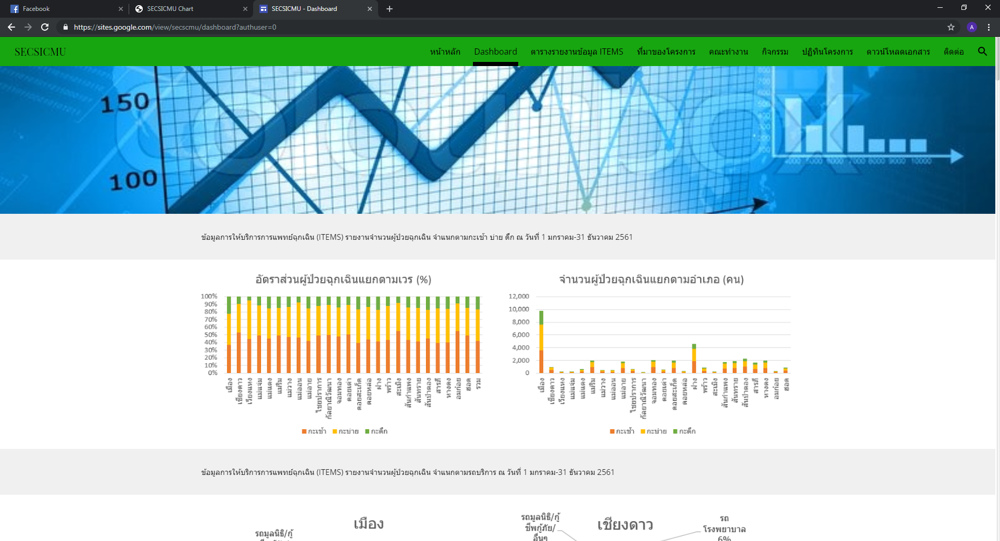 Facebook
SECSICMU Chart
SECSICMU - Dashboard
https://sites.google.com/view/secscmu/dashboard?authuser=0
A
SECSICMU
หน้าหลัก
Dashboard
ตารางรายงานข้อมูล ITEMS
ที่มาของโครงการ
คณะทำงาน
กิจกรรม
ปฏิทินโครงการ
ดาวน์โหลดเอกสาร
ติดต่อ
150
100
ข้อมูลการให้บริการการแพทย์ฉุกเฉิน (ITEMS) รายงานจำนวนผู้ป่วยฉุกเฉิน จำแนกตามกะเช้า บ่าย ดึก ณ วันที่ 1 มกราคม-31 ธันวาคม 2561
อัตราส่วนผู้ป่วยฉุกเฉินแยกตามเวร (%)
100%
90%
80%
70%
60%
50%
40%
30%
20%
10%
0%
เมือง
เชียงดาว
เวียงแหง
แม่แจ่ม
แม่แตง
แม่ริม
แม่วาง
แม่ออน
แม่อาย
ไชยปราการ
กัลยาณิวัฒนา
จอมทอง
ดอยเต่า
ดอยสะเก็ด
ดอยหล่อ
ฝาง
พร้าว
สะเมิง
สันกำแพง
สันทราย
สันป่าตอง
สารภี
หางดง
อมก๋อย
ฮอด
รวม
กะเช้า
กะบ่าย
กะดึก
จำนวนผู้ป่วยฉุกเฉินแยกตามอำเภอ (คน)
12,000
10,000
8,000
6,000
4,000
2,000
0
เมือง
เชียงดาว
เวียงแหง
แม่แจ่ม
แม่แตง
แม่ริม
แม่วาง
แม่ออน
แม่อาย
ไชยปราการ
กัลยาณิวัฒนา
จอมทอง
ดอยเต่า
ดอยสะเก็ด
ดอยหล่อ
ฝาง
พร้าว
สะเมิง
สันกำแพง
สันทราย
สันป่าตอง
สารภี
หางดง
อมก๋อย
ฮอด
กะเช้า
กะบ่าย
กะดึก
ข้อมูลการให้บริการการแพทย์ฉุกเฉิน (ITEMS) รายงานจำนวนผู้ป่วยฉุกเฉิน จำแนกตามรถบริการ ณ วันที่ 1 มกราคม-31 ธันวาคม 2561
เมือง
รถมูลนิธิ/กู้
เชียงดาว
รถมูลนิธิ/กู้
ชีพกู้ภัย/
อื่นๆ
รถ
โรงพยาบาล
6%